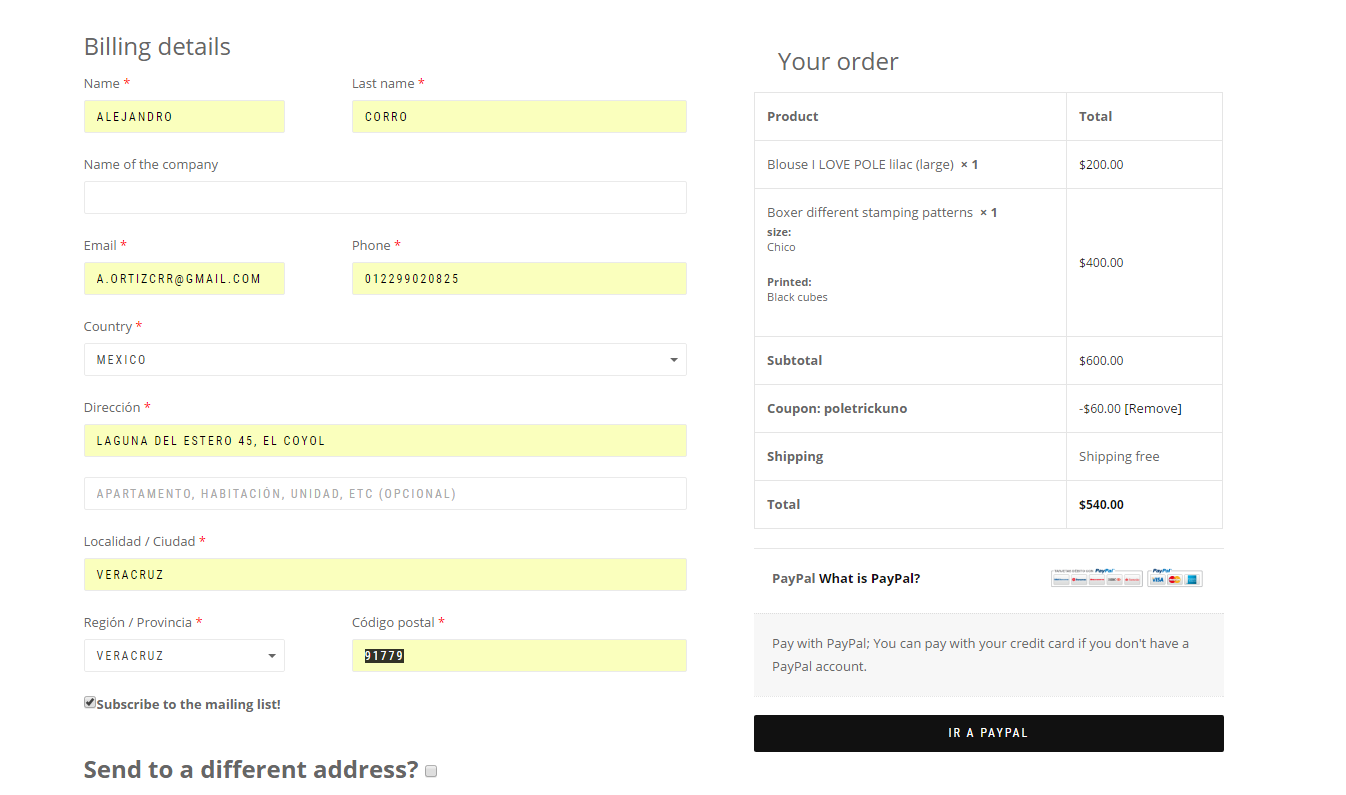 Billing details
Name *
Last name *
ALEJANDRO
CORRO
Name of the company
Email *
Phone *
A.ORTIZCRR@GMAIL.COM
012299020825
Country *
MEXICO
Dirección *
LAGUNA DEL ESTERO 45, EL COYOL
APARTAMENTO, HABITACIÓN, UNIDAD, ETC (OPCIONAL)
Localidad / Ciudad *
VERACRUZ
Región / Provincia *
Código postal *
VERACRUZ
91779
Subscribe to the mailing list!
Send to a different address?
Your order
Product
Total
Blouse I LOVE POLE lilac (large) × 1
$200.00
Boxer different stamping patterns × 1
size:
Chico
Printed:
Black cubes
$400.00
Subtotal
$600.00
Coupon: poletrickuno
-$60.00 [Remove]
Shipping
Shipping free
Total
$540.00
PayPal What is PayPal?
PayPal
PayPal
VISA
Pay with PayPal; You can pay with your credit card if you don't have a
PayPal account.
IR A PAYPAL